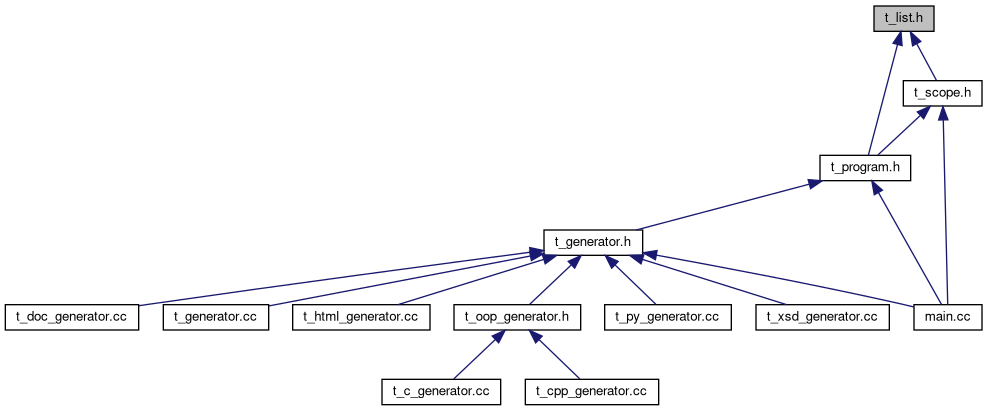 t_list.h
t_scope.h
t_program.h
t_generator.h
t_doc_generator.cc
t_generator.cc
t_html_generator.cc
t_oop_generator.h
t_py_generator.cc
t_xsd_generator.cc
main.cc
t_c_generator.cc
t_cpp_generator.cc